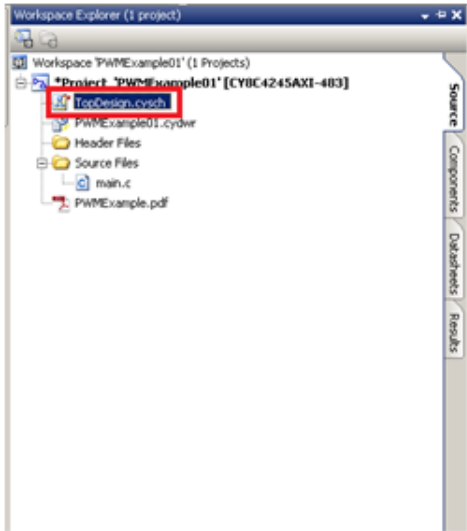 Workspace Explorer (1 project)
Workspace 'PWMExample01' (1 Projects)
*Project 'PWMExample01' [CY8C4245AXI-483]
TopDesign.cysch
PWMExample01.cydwr
Header Files
Source Files
main.c
PWMExample.pdf
Source
Components
Datasheets
Results